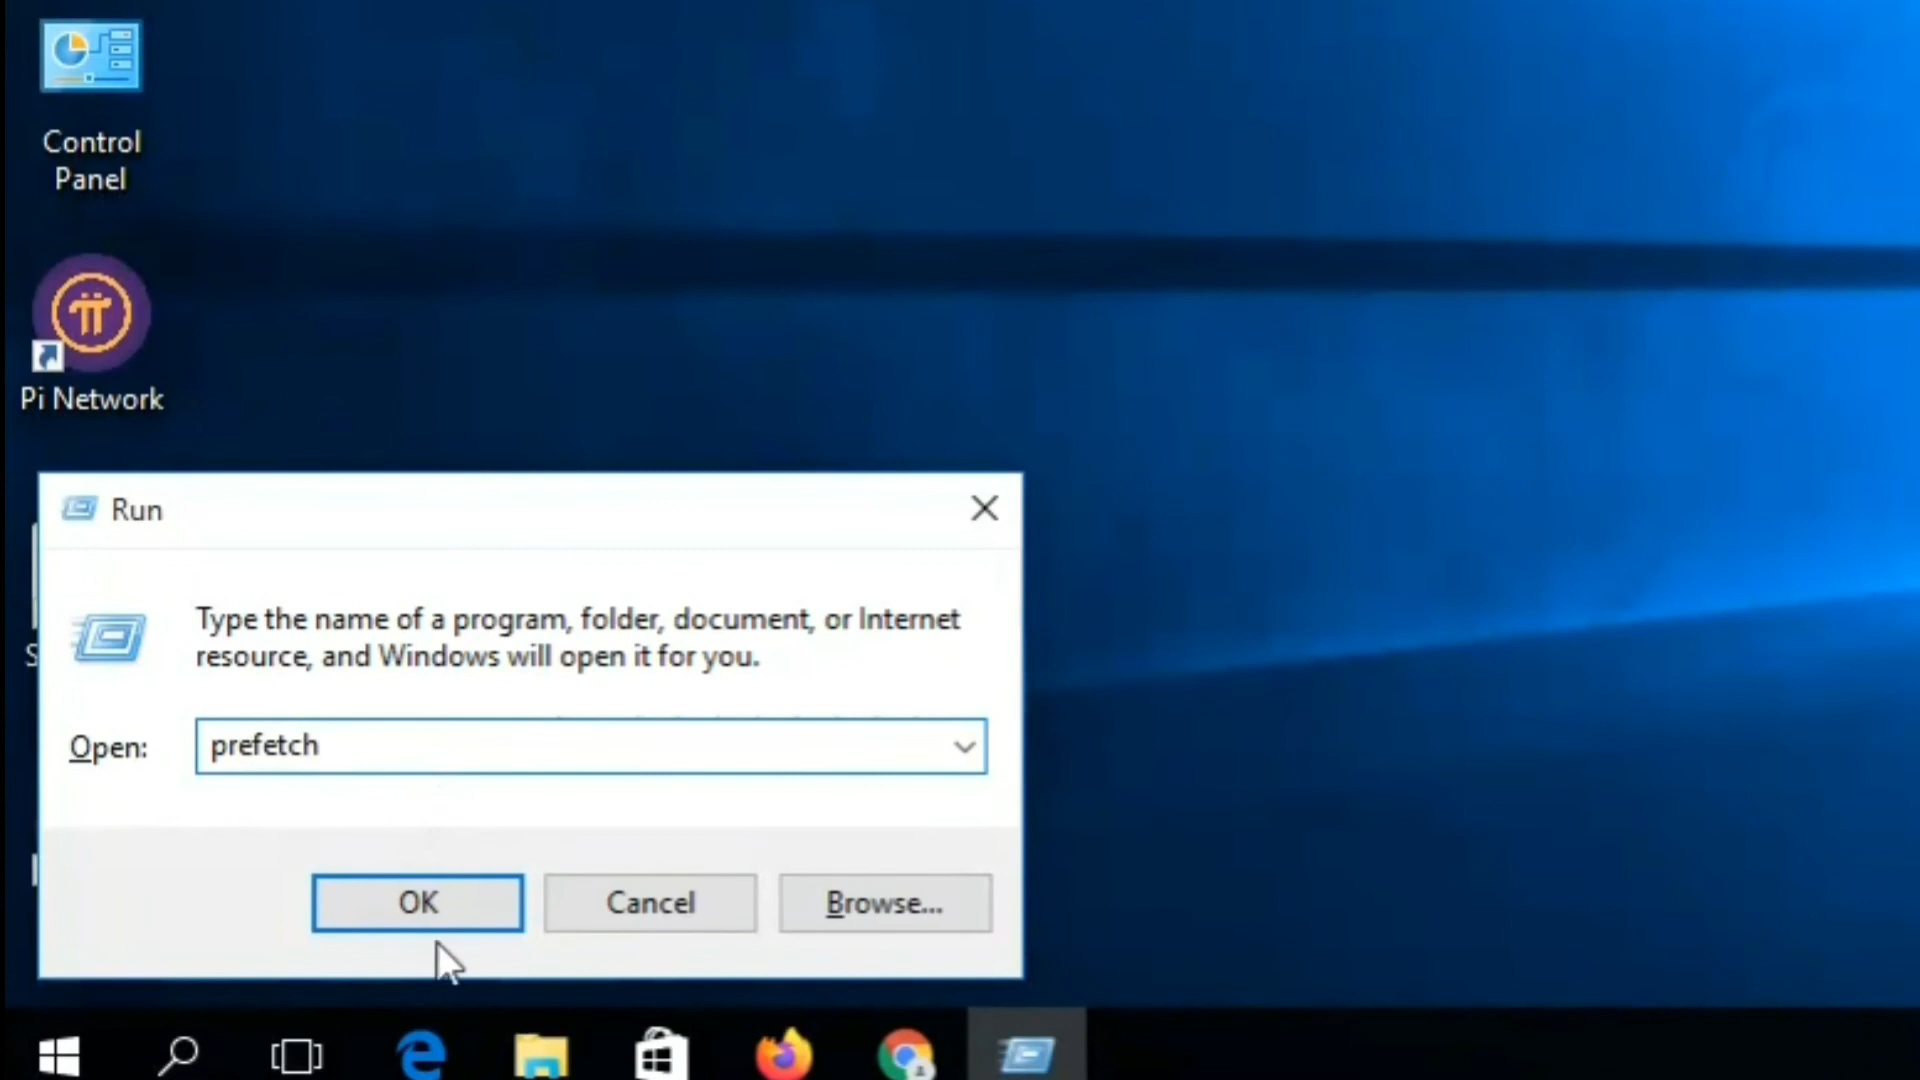 Control
Panel
Pi Network
Run
Type the name of a program, folder, document, or Internet
resource, and Windows will open it for you.
Open:
prefetch
OK
Cancel
Browse...